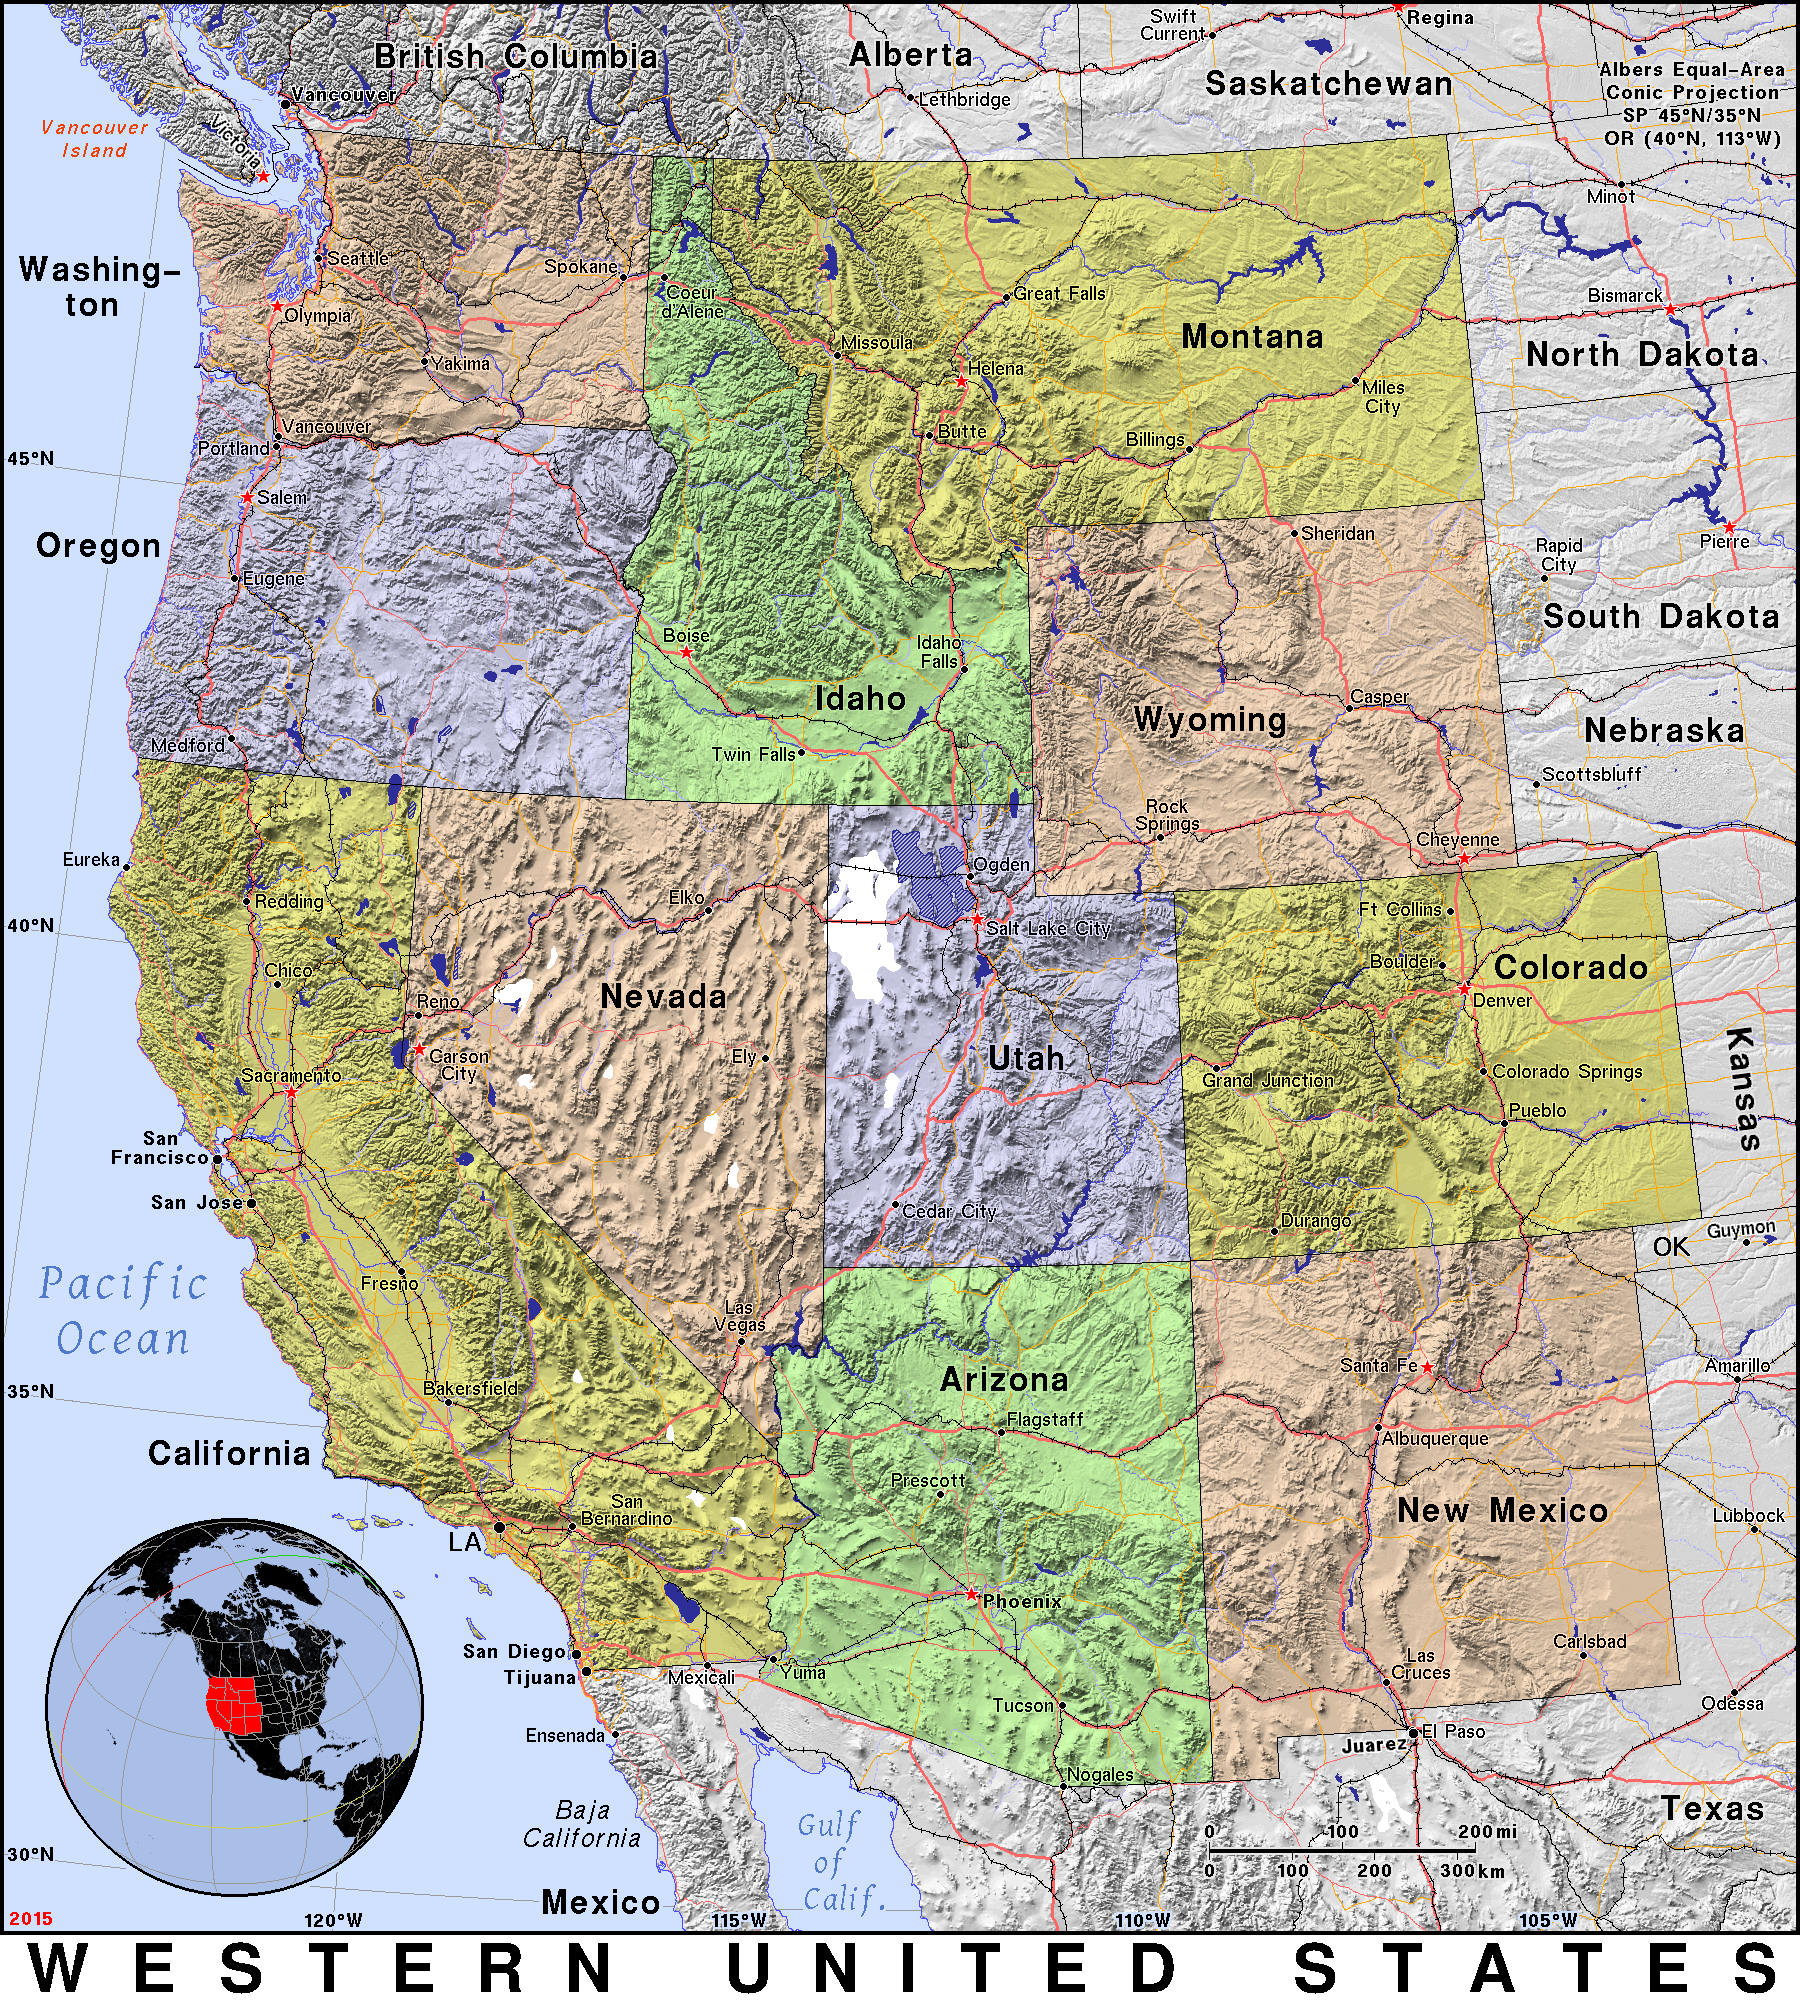 British Columbia
Alberta
Swift
Current
Regina
Saskatchewan
Albers Equal-Area
Conic Projection
SP 45°N/35°N
OR (40°N, 113°W)
Vancouver
Lethbridge
Vancouver
Island
Victoria
Minot
Washing-
ton
Seattle
Spokane
Coeur
d'Alene
Great Falls
Bismarck
Olympia
Montana
North Dakota
Missoula
Yakima
Helena
Miles
City
Vancouver
Portland
Butte
Billings
45°N
Salem
Oregon
Sheridan
Pierre
Rapid
City
Eugene
South Dakota
Boise
Idaho
Falls
Idaho
Casper
Wyoming
Nebraska
Medford
Twin Falls
Scottsbluff
Rock
Springs
Cheyenne
Eureka
Ogden
Redding
Elko
Ft Collins
40°N
Salt Lake City
Chico
Boulder
Colorado
Reno
Nevada
Denver
Carson
City
Ely
Utah
Kansas
Sacramento
Grand Junction
Colorado Springs
Pueblo
San
Francisco
San Jose
Cedar City
Durango
Guymon
OK
Pacific
Ocean
Fresno
Las
Vegas
Santa Fe
Amarillo
35°N
Bakersfield
Arizona
Flagstaff
Albuquerque
California
Prescott
San
Bernardino
New Mexico
Lubbock
LA
Phoenix
San Diego
Tijuana
Mexicali
Yuma
Las
Cruces
Carlsbad
Tucson
Odessa
Ensenada
El Paso
Juarez
Nogales
Baja
California
Gulf
of
Calif.
Texas
0 100 200 mi
0 100 200 300 km
30°N
Mexico
2015
120°W
115°W
110°W
105°W
WESTERN UNITED STATES